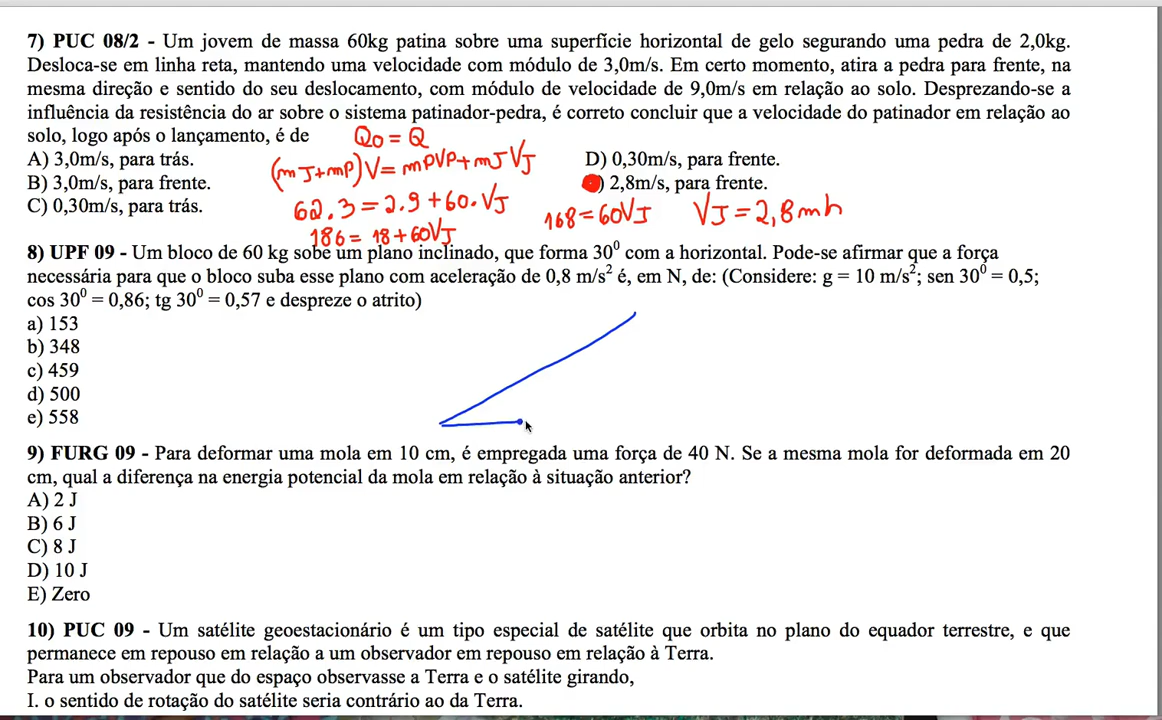 7) PUC 08/2 - Um jovem de massa 60kg patina sobre uma superfície horizontal de gelo segurando uma pedra de 2,0kg.
Desloca-se em linha reta, mantendo uma velocidade com módulo de 3,0m/s. Em certo momento, atira a pedra para frente, na
mesma direção e sentido do seu deslocamento, com módulo de velocidade de 9,0m/s em relação ao solo. Desprezando-se a
influência da resistência do ar sobre o sistema patinador-pedra, é correto concluir que a velocidade do patinador em relação ao
solo, logo após o lançamento, é de
Qo = Q
A) 3,0m/s, para trás.
(mJ+mP)V = mPVP+mJVJ
D) 0,30m/s, para frente.
B) 3,0m/s, para frente.
) 2,8m/s, para frente.
C) 0,30m/s, para trás.
62.3 = 2.9 + 60.VJ
168 = 60VJ
VJ = 2,8 mh
186 = 18 + 60VJ
8) UPF 09 - Um bloco de 60 kg sobe um plano inclinado, que forma 30⁰ com a horizontal. Pode-se afirmar que a força
necessária para que o bloco suba esse plano com aceleração de 0,8 m/s² é, em N, de: (Considere: g = 10 m/s²; sen 30⁰ = 0,5;
cos 30⁰ = 0,86; tg 30⁰ = 0,57 e despreze o atrito)
a) 153
b) 348
c) 459
d) 500
e) 558
9) FURG 09 - Para deformar uma mola em 10 cm, é empregada uma força de 40 N. Se a mesma mola for deformada em 20
cm, qual a diferença na energia potencial da mola em relação à situação anterior?
A) 2 J
B) 6 J
C) 8 J
D) 10 J
E) Zero
10) PUC 09 - Um satélite geoestacionário é um tipo especial de satélite que orbita no plano do equador terrestre, e que
permanece em repouso em relação a um observador em repouso em relação à Terra.
Para um observador que do espaço observasse a Terra e o satélite girando,
I. o sentido de rotação do satélite seria contrário ao da Terra.